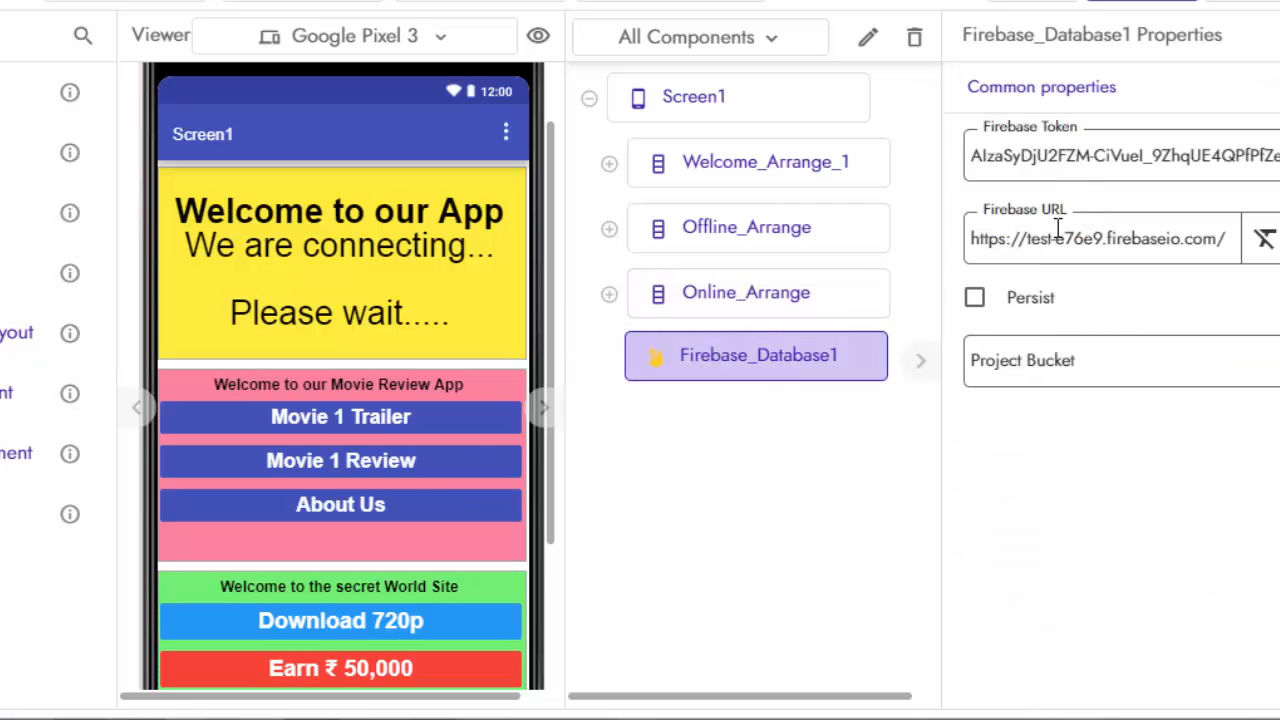 Viewer
Google Pixel 3
All Components
Firebase_Database1 Properties
12:00
Screen1
Welcome to our App
We are connecting...
Please wait.....
Welcome to our Movie Review App
Movie 1 Trailer
Movie 1 Review
About Us
Welcome to the secret World Site
Download 720p
Earn ₹ 50,000
Screen1
Welcome_Arrange_1
Offline_Arrange
Online_Arrange
Firebase_Database1
Common properties
Firebase Token
Firebase URL
Persist
Project Bucket